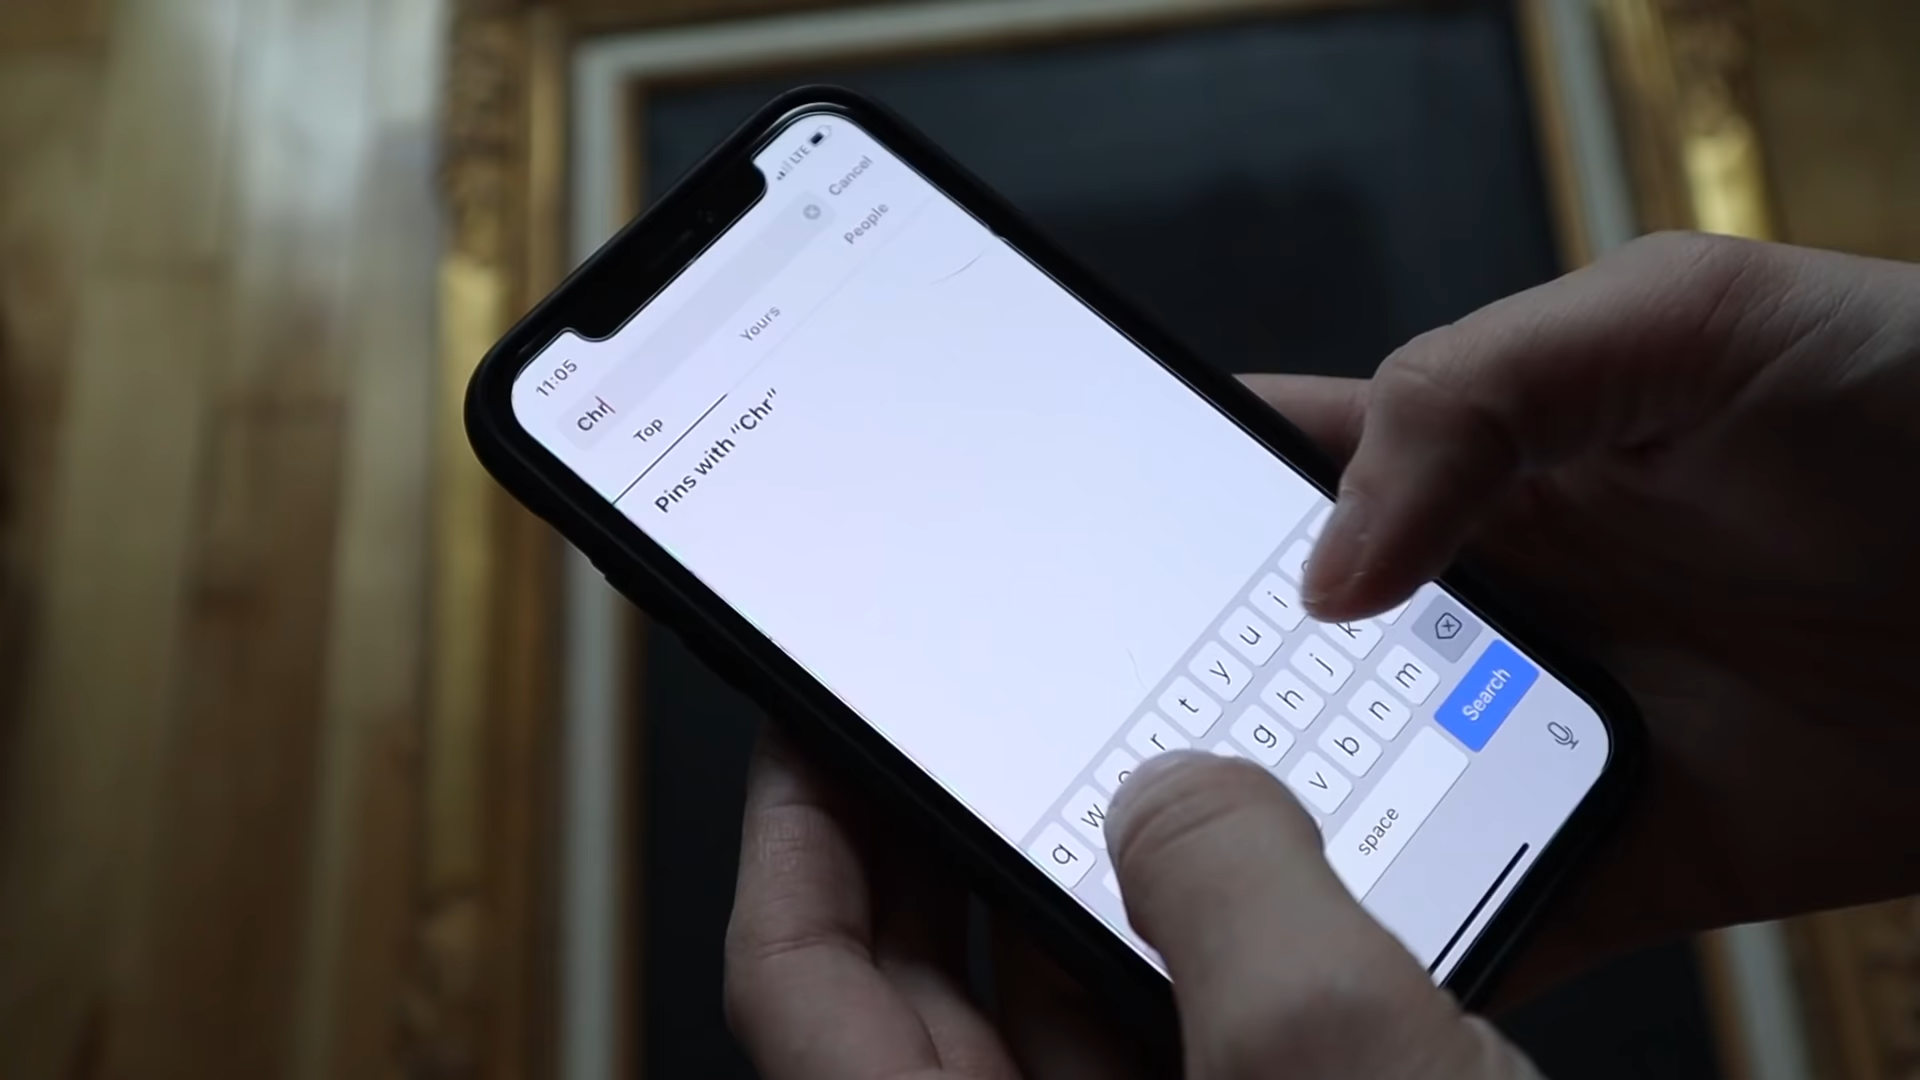 11:05
LTE
Chr
Cancel
Top
Yours
People
Pins with “Chr”
q w e r t y u i
g h j k
v b n m
space
Search